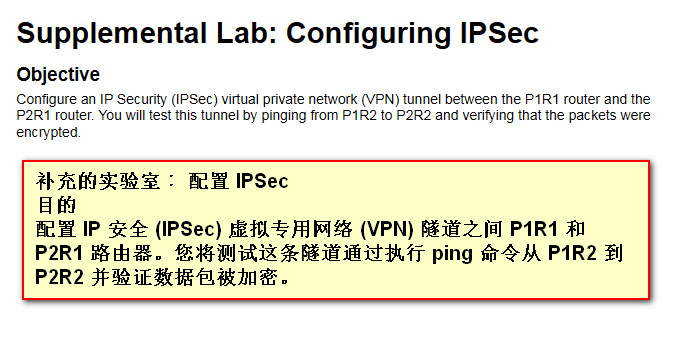 Supplemental Lab: Configuring IPSec
Objective
Configure an IP Security (IPSec) virtual private network (VPN) tunnel between the P1R1 router and the
P2R1 router. You will test this tunnel by pinging from P1R2 to P2R2 and verifying that the packets were
encrypted.
补充的实验室： 配置 IPSec
目的
配置 IP 安全 (IPSec) 虚拟专用网络 (VPN) 隧道之间 P1R1 和
P2R1 路由器。您将测试这条隧道通过执行 ping 命令从 P1R2 到
P2R2 并验证数据包被加密。